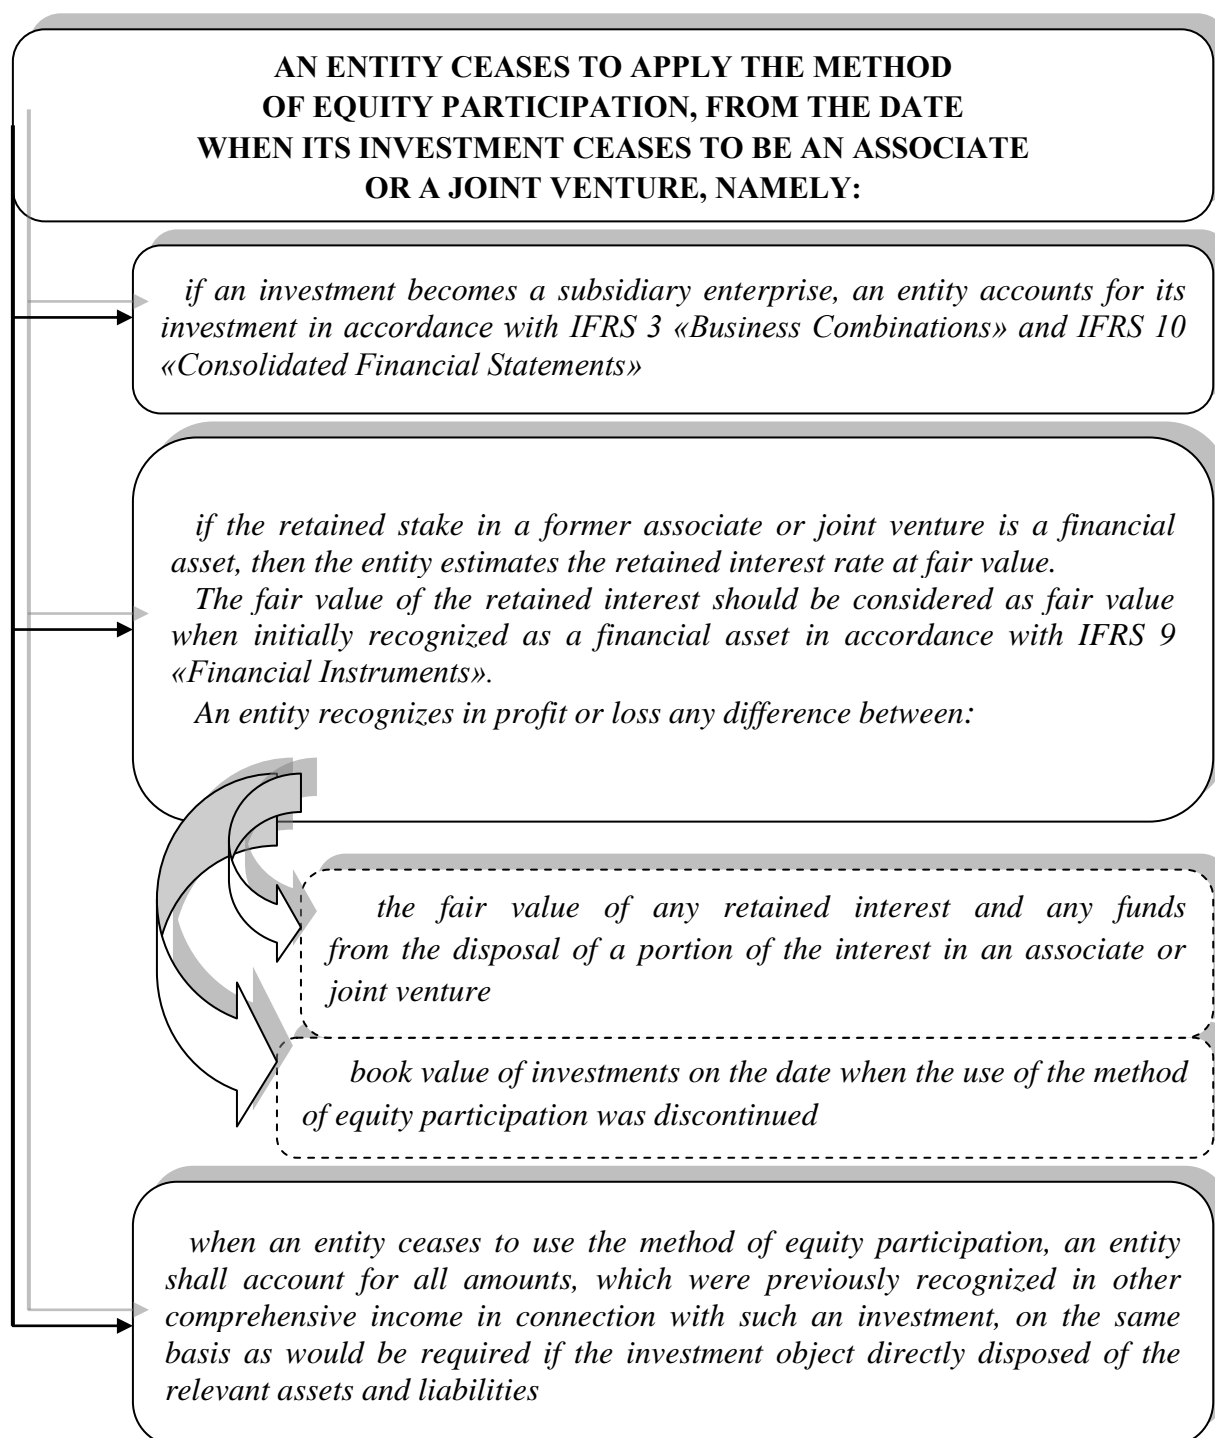 AN ENTITY CEASES TO APPLY THE METHOD
OF EQUITY PARTICIPATION, FROM THE DATE
WHEN ITS INVESTMENT CEASES TO BE AN ASSOCIATE
OR A JOINT VENTURE, NAMELY:
if an investment becomes a subsidiary enterprise, an entity accounts for its
investment in accordance with IFRS 3 «Business Combinations» and IFRS 10
«Consolidated Financial Statements»
if the retained stake in a former associate or joint venture is a financial
asset, then the entity estimates the retained interest rate at fair value.
The fair value of the retained interest should be considered as fair value
when initially recognized as a financial asset in accordance with IFRS 9
«Financial Instruments».
An entity recognizes in profit or loss any difference between:
the fair value of any retained interest and any funds
from the disposal of a portion of the interest in an associate or
joint venture
book value of investments on the date when the use of the method
of equity participation was discontinued
when an entity ceases to use the method of equity participation, an entity
shall account for all amounts, which were previously recognized in other
comprehensive income in connection with such an investment, on the same
basis as would be required if the investment object directly disposed of the
relevant assets and liabilities